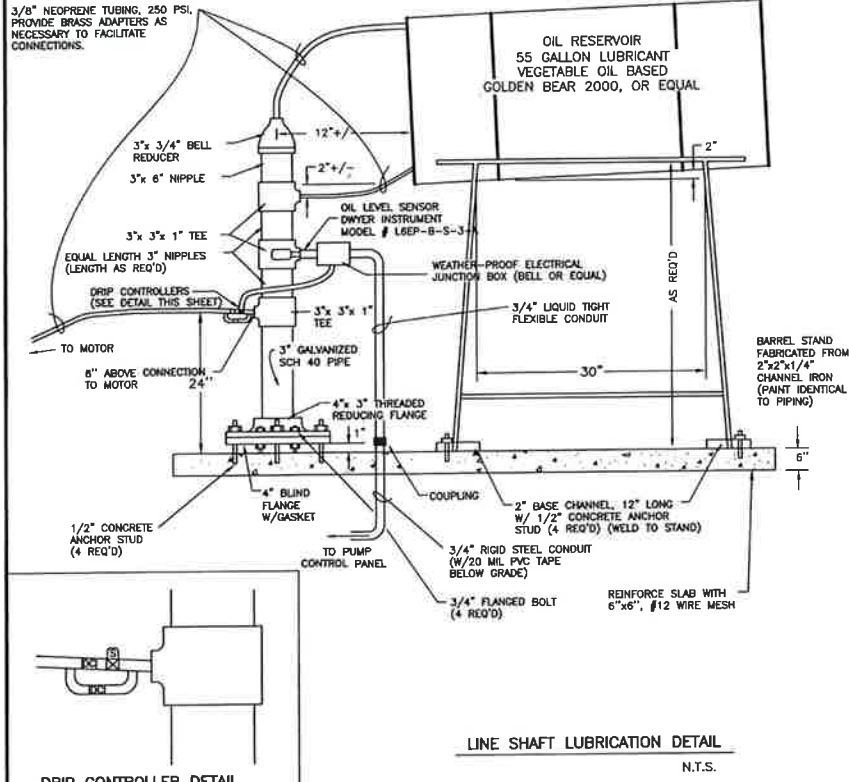 3/8" NEOPRENE TUBING, 250 PSI,
PROVIDE BRASS ADAPTERS AS
NECESSARY TO FACILITATE
CONNECTIONS.
OIL RESERVOIR
55 GALLON LUBRICANT
VEGETABLE OIL BASED
GOLDEN BEAR 2000, OR EQUAL
12"+/-
3"x 3/4" BELL
REDUCER
2"
3"x 6" NIPPLE
2"+/-
OIL LEVEL SENSOR
DWYER INSTRUMENT
MODEL # L6EP-B-S-3-
3"x 3"x 1" TEE
EQUAL LENGTH 3" NIPPLES
(LENGTH AS REQ'D)
WEATHER-PROOF ELECTRICAL
JUNCTION BOX (BELL OR EQUAL)
AS REQ'D
DRIP CONTROLLERS
(SEE DETAIL THIS SHEET)
3"x 3"x 1"
TEE
3/4" LIQUID TIGHT
FLEXIBLE CONDUIT
TO MOTOR
3" GALVANIZED
SCH 40 PIPE
6" ABOVE CONNECTION
TO MOTOR
24"
30"
BARREL STAND
FABRICATED FROM
2"x2"x1/4"
CHANNEL IRON
(PAINT IDENTICAL
TO PIPING)
4"x 3" THREADED
REDUCING FLANGE
1"
6"
4" BLIND
FLANGE
W/GASKET
COUPLING
2" BASE CHANNEL, 12" LONG
W/ 1/2" CONCRETE ANCHOR
STUD (4 REQ'D) (WELD TO STAND)
1/2" CONCRETE
ANCHOR STUD
(4 REQ'D)
TO PUMP
CONTROL PANEL
3/4" RIGID STEEL CONDUIT
(W/20 MIL PVC TAPE
BELOW GRADE)
3/4" FLANGED BOLT
(4 REQ'D)
REINFORCE SLAB WITH
6"x6", #12 WIRE MESH
S
LINE SHAFT LUBRICATION DETAIL
N.T.S.
DRIP CONTROLLER DETAIL